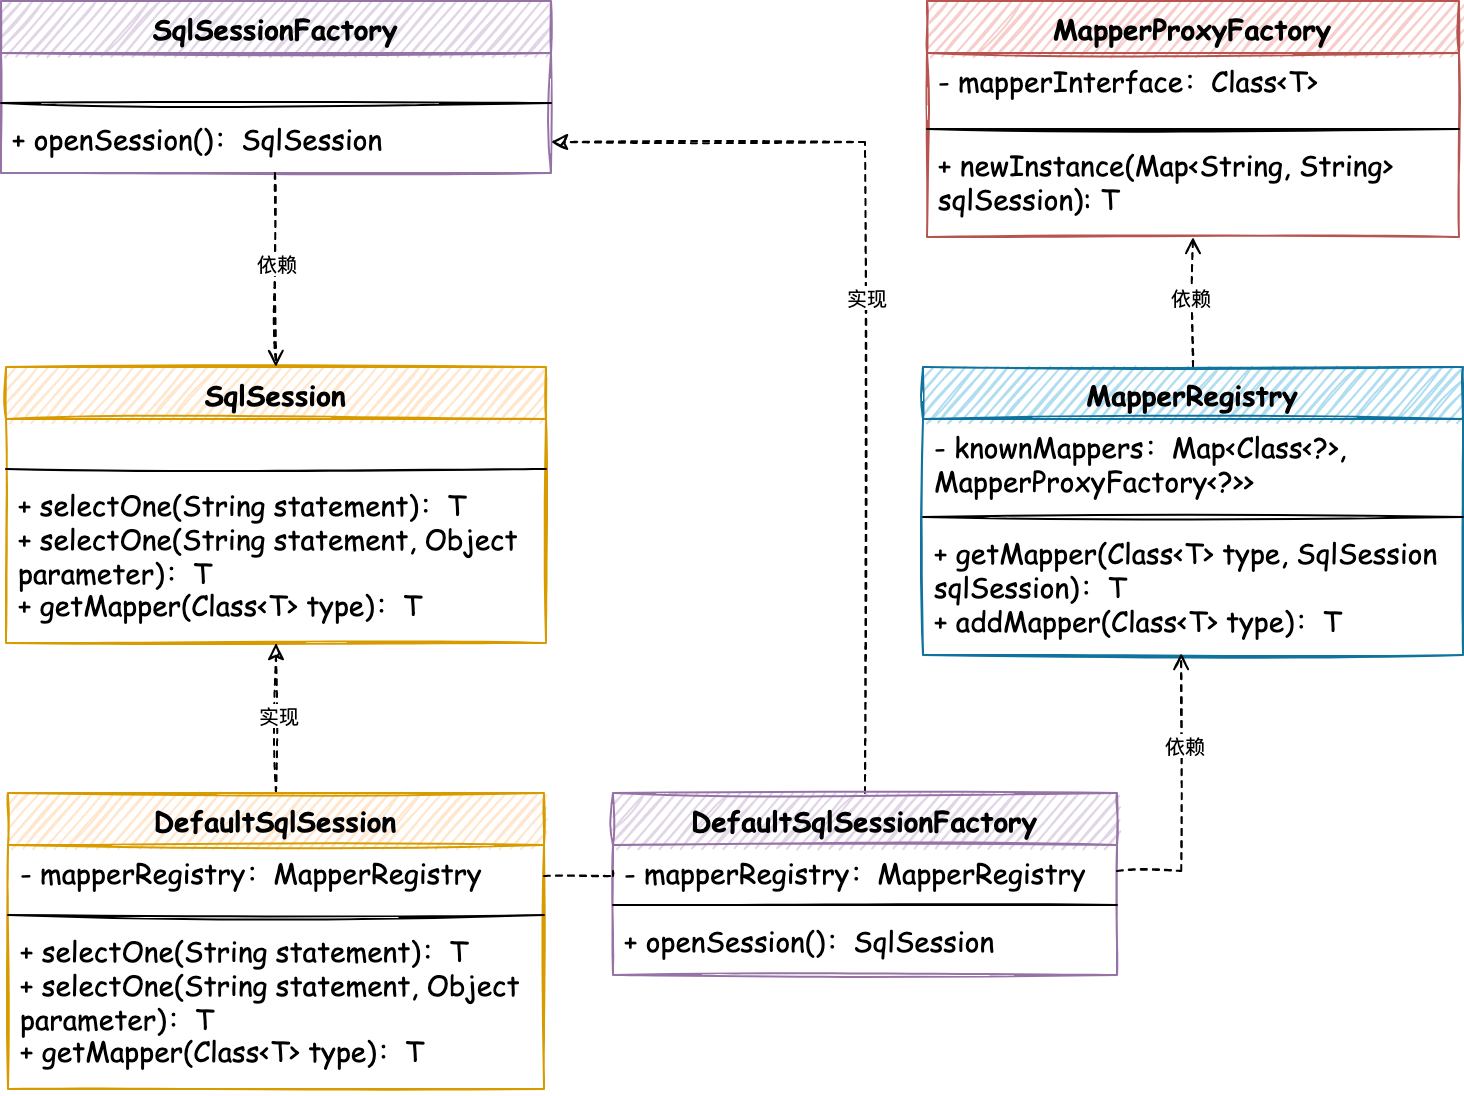 SqlSessionFactory
+ openSession()： SqlSession
依赖
SqlSession
+ selectOne(String statement)： T
+ selectOne(String statement, Object
parameter)： T
+ getMapper(Class<T> type)： T
实现
DefaultSqlSession
- mapperRegistry： MapperRegistry
+ selectOne(String statement)： T
+ selectOne(String statement, Object
parameter)： T
+ getMapper(Class<T> type)： T
实现
DefaultSqlSessionFactory
- mapperRegistry： MapperRegistry
+ openSession()： SqlSession
MapperProxyFactory
- mapperInterface： Class<T>
+ newInstance(Map<String, String>
sqlSession): T
依赖
MapperRegistry
- knownMappers： Map<Class<?>,
MapperProxyFactory<?>>
+ getMapper(Class<T> type, SqlSession
sqlSession)： T
+ addMapper(Class<T> type)： T
依赖